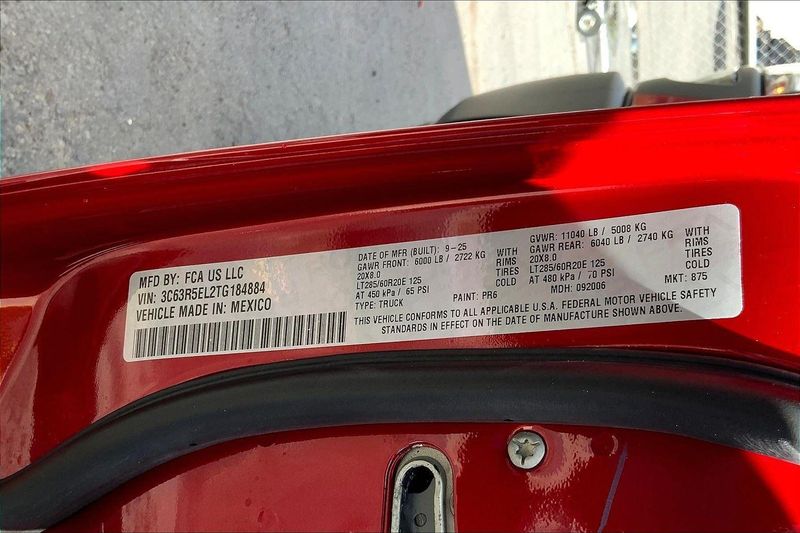 MFD BY: FCA US LLC
VIN: 3C63R5EL2TG184884
VEHICLE MADE IN: MEXICO
DATE OF MFR (BUILT): 9-25
GAWR FRONT: 6000 LB / 2722 KG WITH
20X8.0 RIMS
LT285/60R20E 125 TIRES
AT 450 kPa / 65 PSI COLD
TYPE: TRUCK PAINT: PR6
GVWR: 11040 LB / 5008 KG
GAWR REAR: 6040 LB / 2740 KG WITH
20X8.0 RIMS
LT285/60R20E 125 TIRES
AT 480 kPa / 70 PSI COLD
MDH: 092006 MKT: 875
THIS VEHICLE CONFORMS TO ALL APPLICABLE U.S.A. FEDERAL MOTOR VEHICLE SAFETY
STANDARDS IN EFFECT ON THE DATE OF MANUFACTURE SHOWN ABOVE.